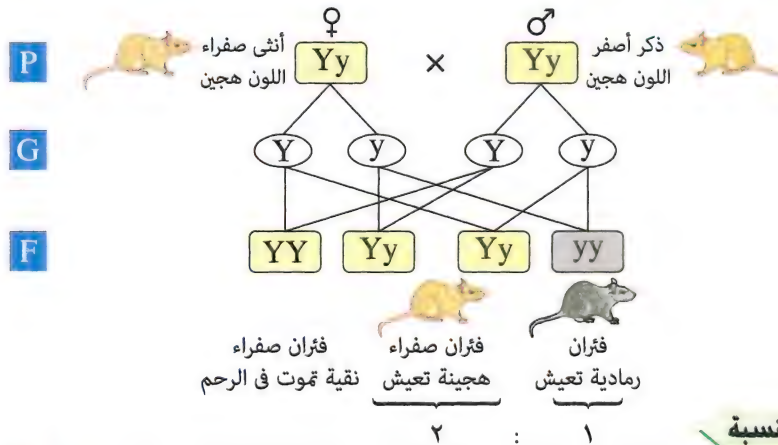 ♀ ♂
P
أنثى صفراء
اللون هجين
Yy × Yy
ذكر أصفر
اللون هجين
G
Y y Y y
F
YY Yy Yy yy
فئران صفراء
نقية تموت فى الرحم
فئران صفراء
هجينة تعيش
فئران
رمادية تعيش
٢ : ١